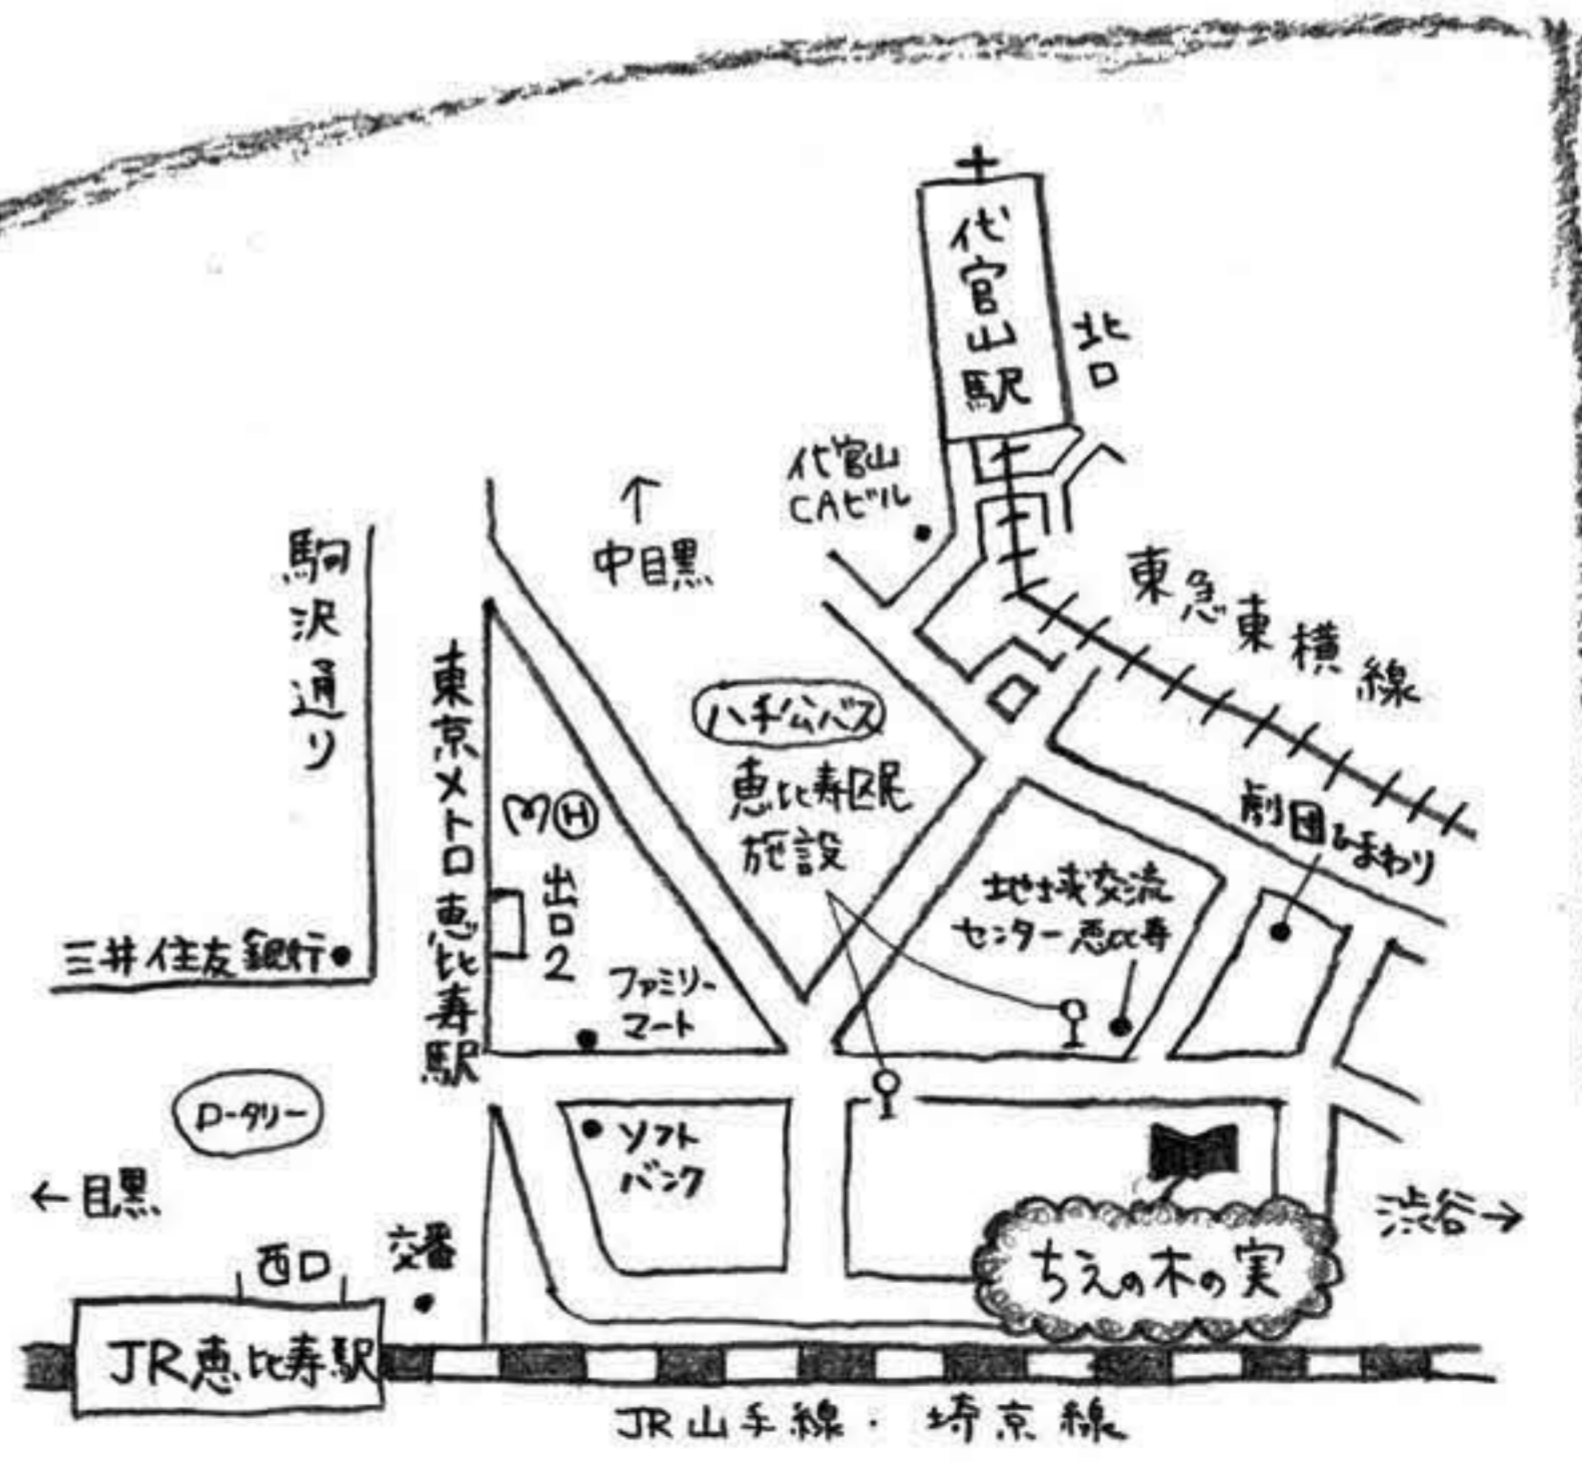 代官山駅
北口
代官山
CAビル
↑
中目黒
駒沢通り
東急東横線
東京メトロ恵比寿駅
ハチ公バス
恵比寿区民
施設
M H
出口2
劇団ひまわり
地域交流
センター恵比寿
三井住友銀行
ファミリー
マート
ロータリー
ソフト
バンク
←目黒
渋谷→
交番
西口
ちえの木の実
JR恵比寿駅
JR山手線・埼京線